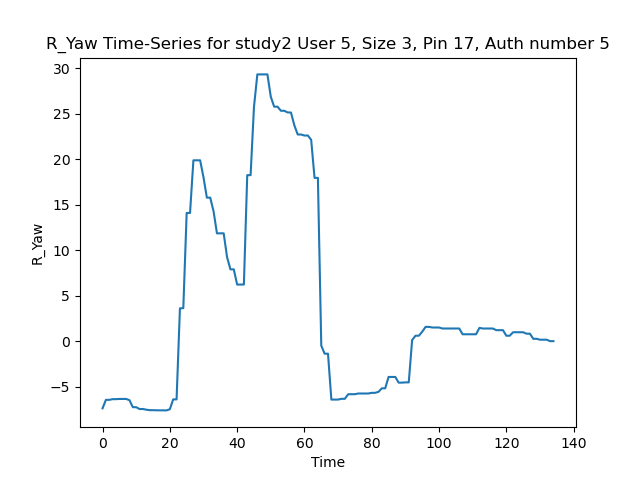 R_Yaw Time-Series for study2 User 5, Size 3, Pin 17, Auth number 5
30
25
20
15
10
5
0
−5
R_Yaw
0 20 40 60 80 100 120 140
Time